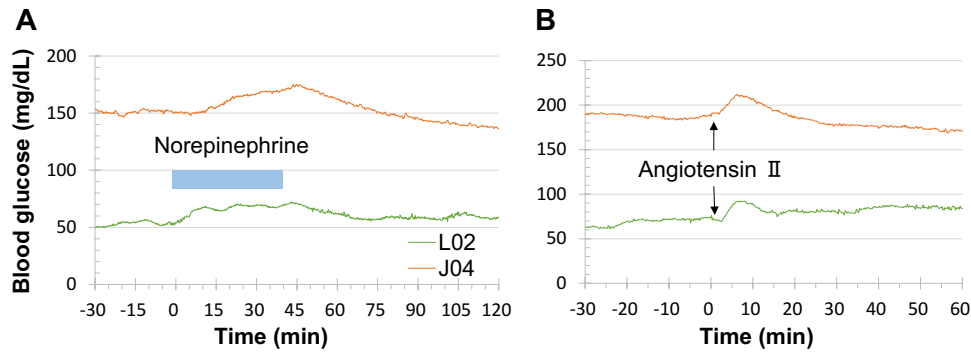 A
Blood glucose (mg/dL)
200
150
100
50
0
Norepinephrine
L02
J04
-30 -15 0 15 30 45 60 75 90 105 120
Time (min)
B
250
200
150
100
50
0
Angiotensin Ⅱ
-30 -20 -10 0 10 20 30 40 50 60
Time (min)